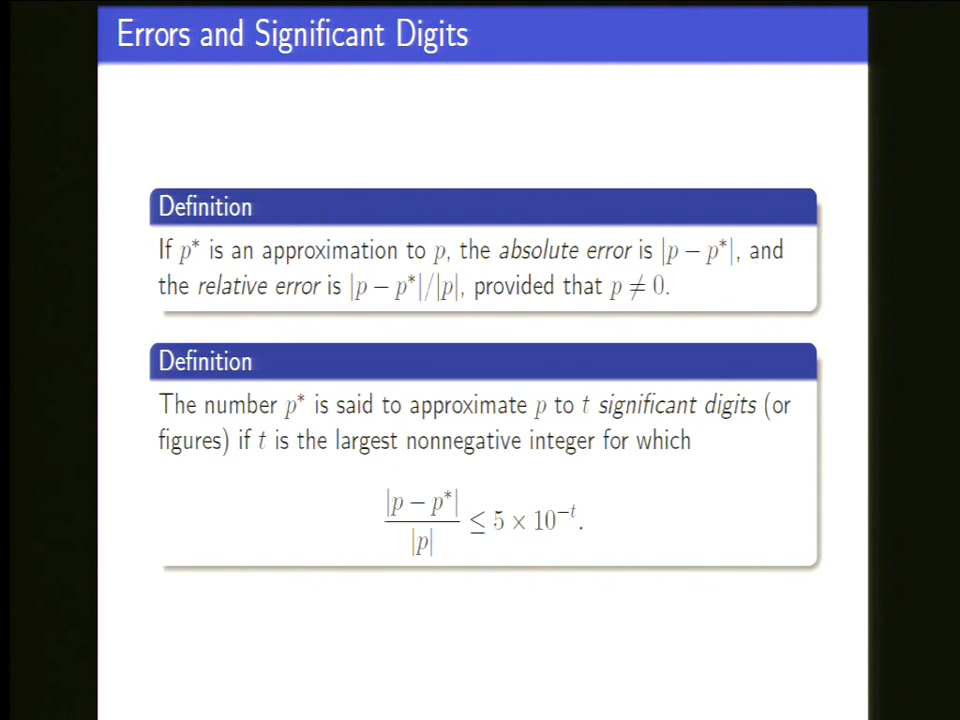 Errors and Significant Digits
Definition
If p* is an approximation to p, the absolute error is |p − p*|, and
the relative error is |p − p*|/|p|, provided that p ≠ 0.
Definition
The number p* is said to approximate p to t significant digits (or
figures) if t is the largest nonnegative integer for which
|p − p*|
|p| ≤ 5 × 10⁻ᵗ.